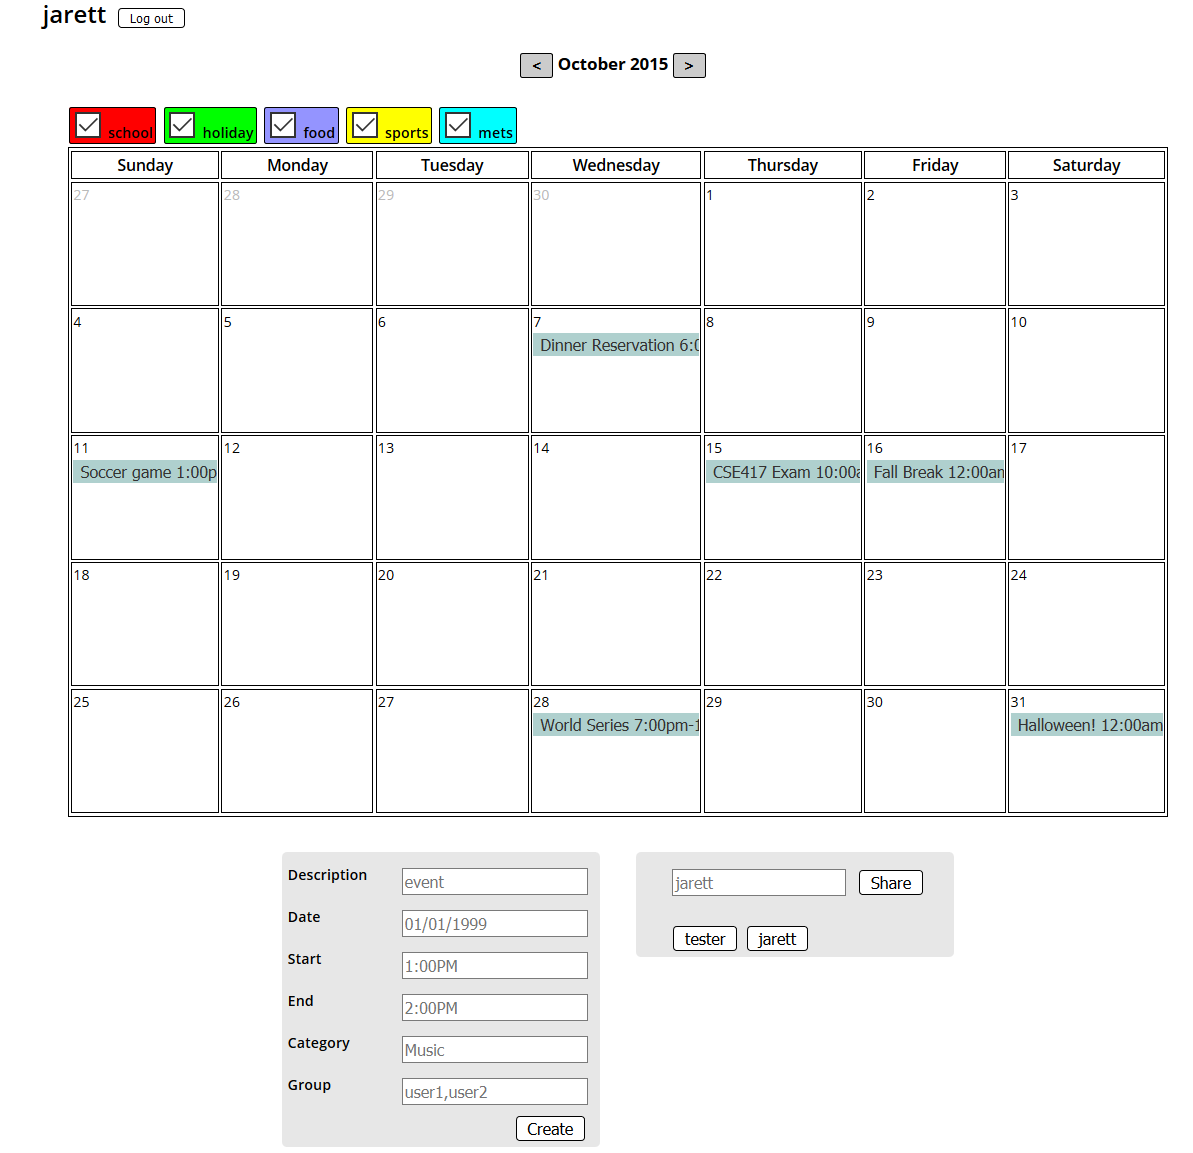 jarett Log out
< October 2015 >
school holiday food sports mets
Sunday Monday Tuesday Wednesday Thursday Friday Saturday
27 28 29 30 1 2 3
4 5 6 7 8 9 10
Dinner Reservation 6:0
11 12 13 14 15 16 17
Soccer game 1:00p CSE417 Exam 10:00a Fall Break 12:00am
18 19 20 21 22 23 24
25 26 27 28 29 30 31
World Series 7:00pm-1 Halloween! 12:00am
Description event
Date 01/01/1999
Start 1:00PM
End 2:00PM
Category Music
Group user1,user2
Create
jarett Share
tester jarett